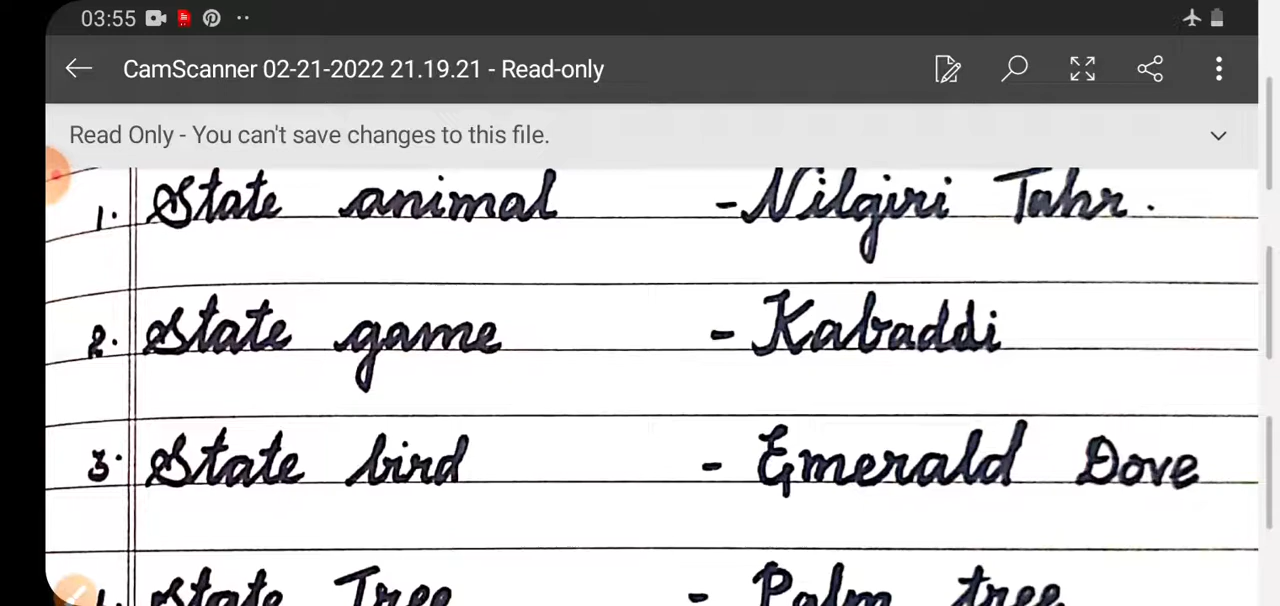 03:55
CamScanner 02-21-2022 21.19.21 - Read-only
Read Only - You can't save changes to this file.
1. State animal - Nilgiri Tahr.
2. State game - Kabaddi
3. State bird - Emerald Dove
4. State Tree - Palm tree